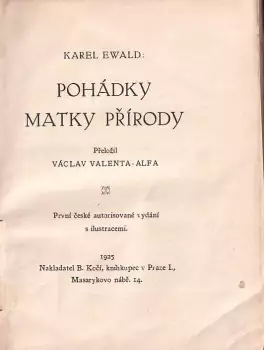 KAREL EWALD:
POHÁDKY
MATKY PŘÍRODY
Přeložil
VÁCLAV VALENTA-ALFA
První české autorisované vydání
s ilustracemi.
1925
Nakladatel B. Kočí, knihkupec v Praze I.,
Masarykovo nábř. 14.